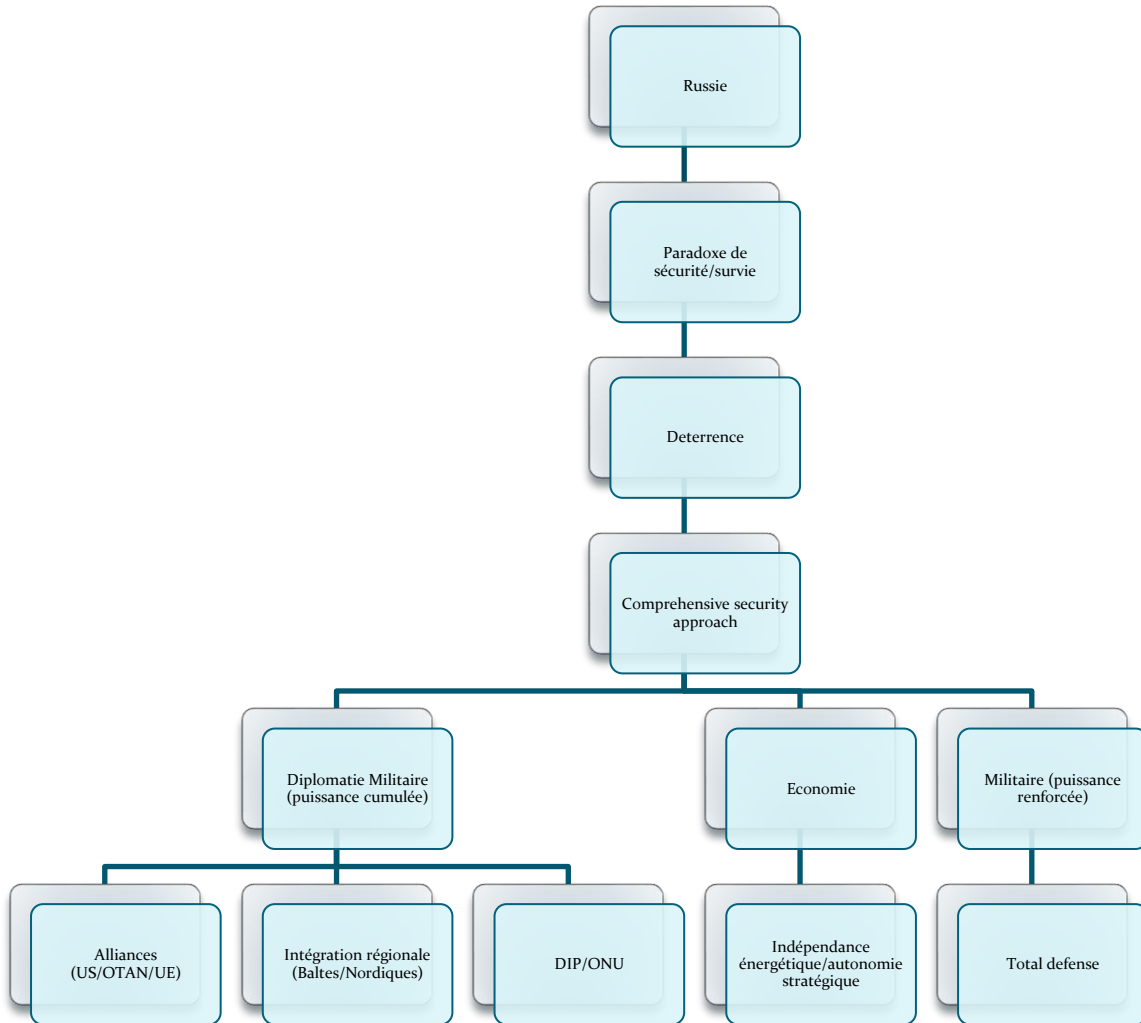 Russie
Paradoxe de
sécurité/survie
Deterrence
Comprehensive security
approach
Diplomatie Militaire
(puissance cumulée)
Economie
Militaire (puissance
renforcée)
Alliances
(US/OTAN/UE)
Intégration régionale
(Baltes/Nordiques)
DIP/ONU
Indépendance
énergétique/autonomie
stratégique
Total defense